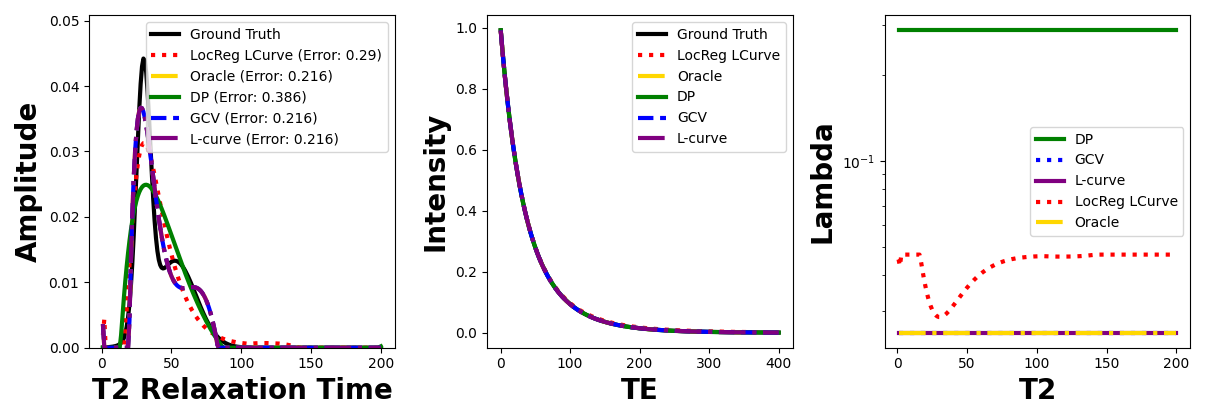 Amplitude
0.05
0.04
0.03
0.02
0.01
0.00
0
50
100
150
200
T2 Relaxation Time
Ground Truth
LocReg LCurve (Error: 0.29)
Oracle (Error: 0.216)
DP (Error: 0.386)
GCV (Error: 0.216)
L-curve (Error: 0.216)
Intensity
1.0
0.8
0.6
0.4
0.2
0.0
0
100
200
300
400
TE
Ground Truth
LocReg LCurve
Oracle
DP
GCV
L-curve
Lambda
10⁻¹
0
50
100
150
200
T2
DP
GCV
L-curve
LocReg LCurve
Oracle